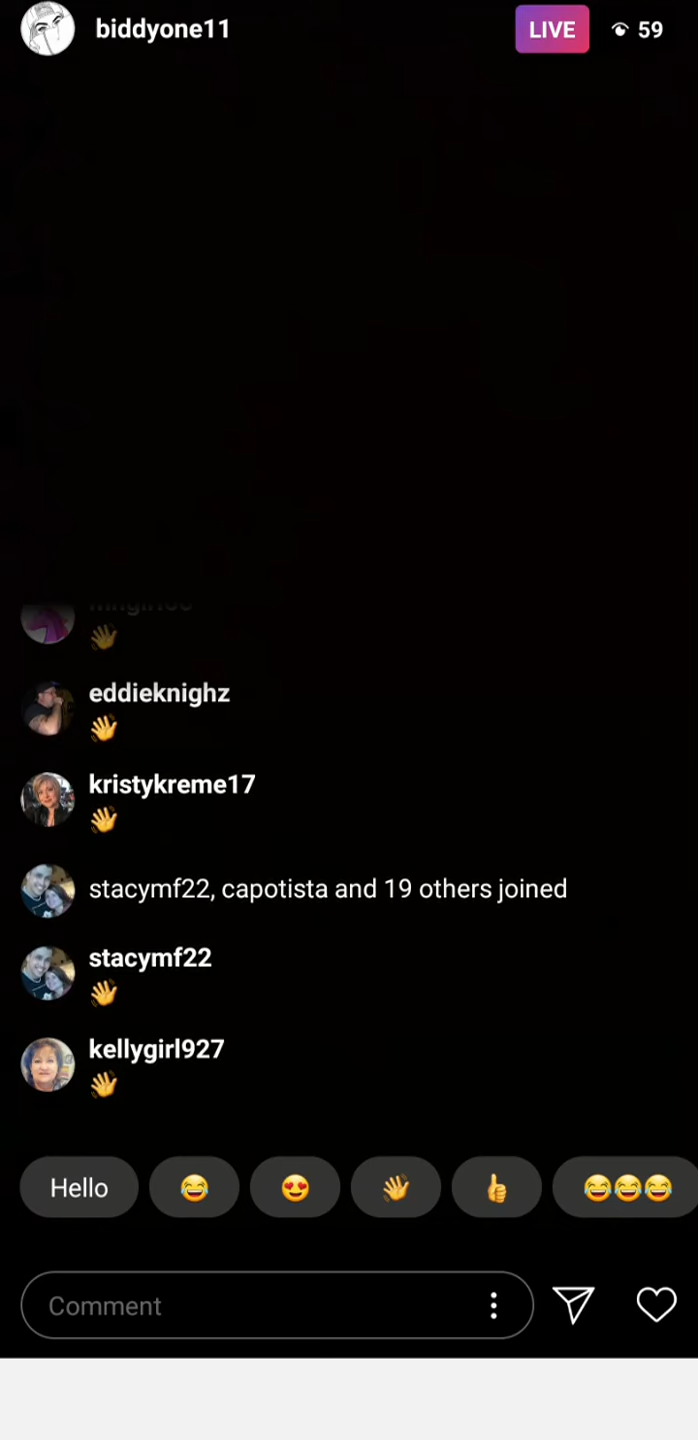 biddyone11
LIVE
59
eddieknighz
👋
kristykreme17
👋
stacymf22, capotista and 19 others joined
stacymf22
👋
kellygirl927
👋
Hello 😂 😍 👋 👍 😂😂😂
Comment